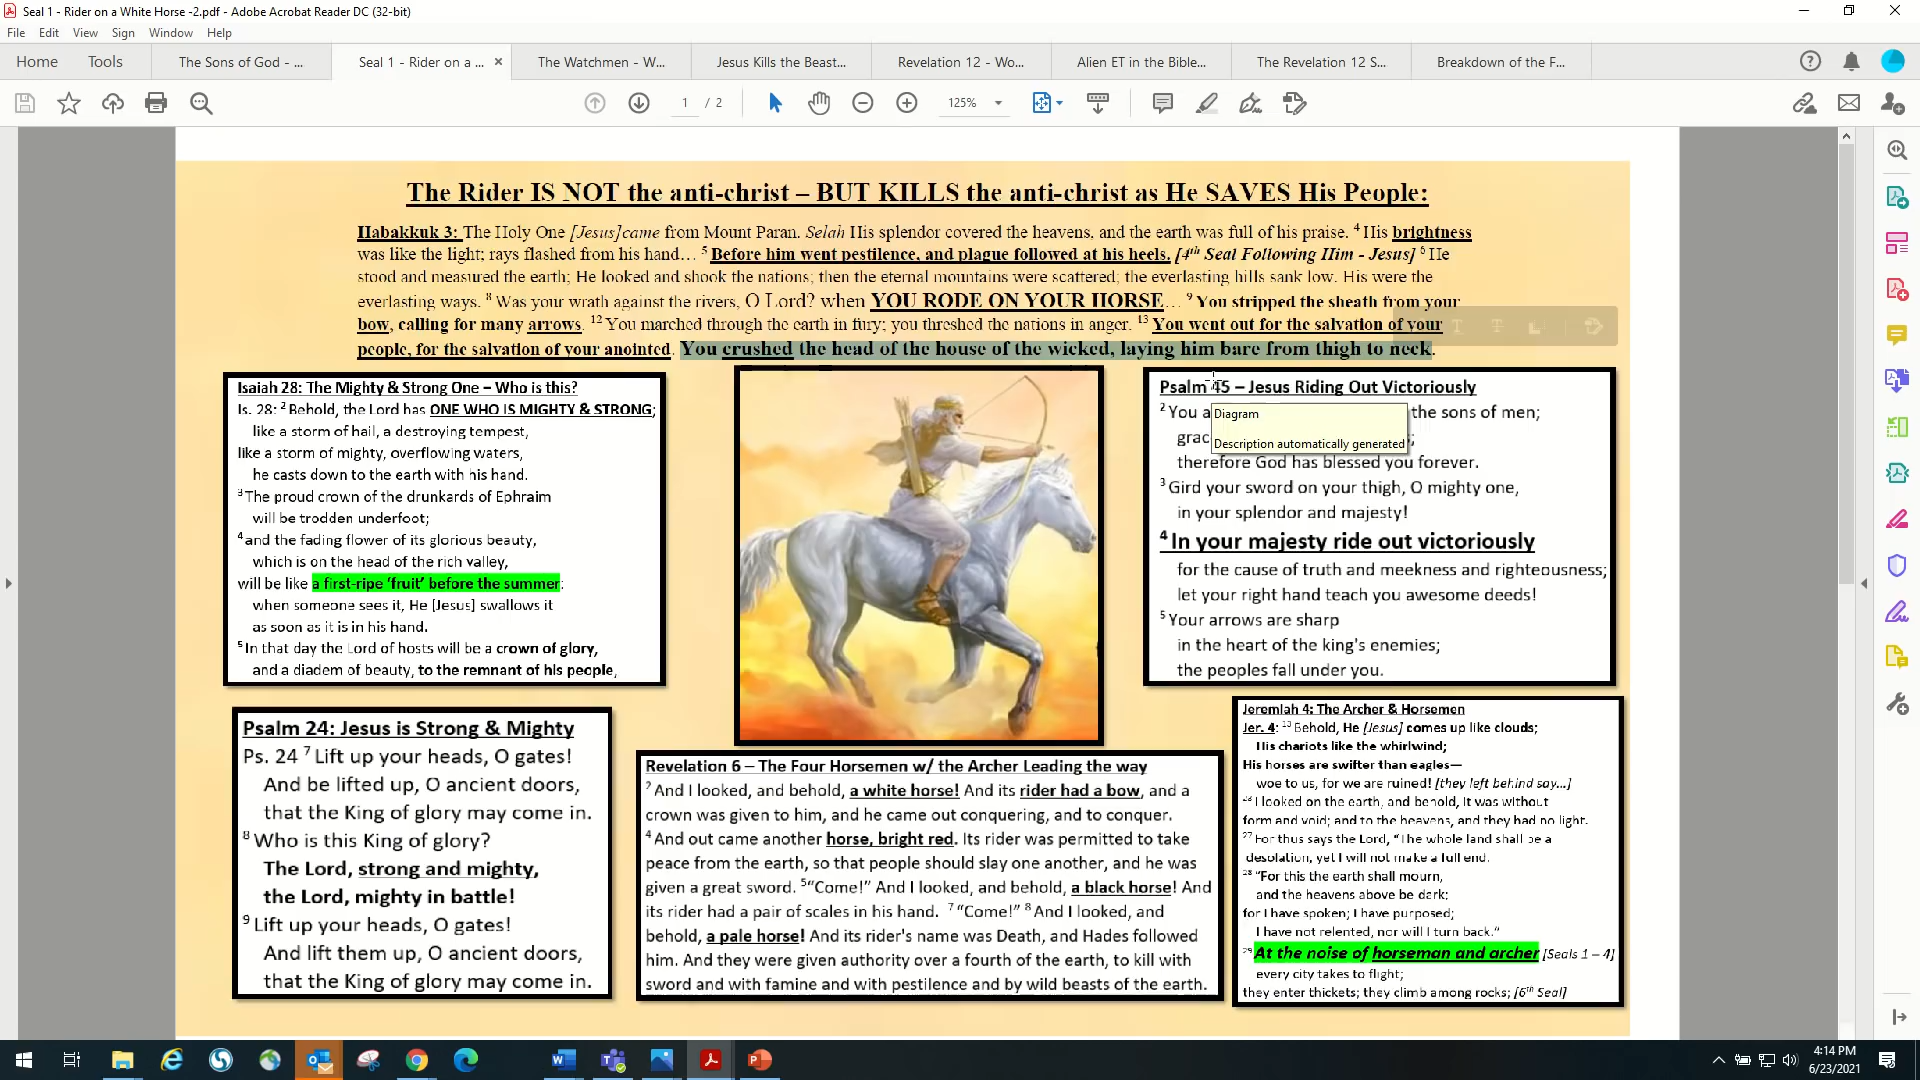 Seal 1 - Rider on a White Horse -2.pdf - Adobe Acrobat Reader DC (32-bit)
File Edit View Sign Window Help
Home Tools The Sons of God - ... Seal 1 - Rider on a ... The Watchmen - W... Jesus Kills the Beast... Revelation 12 - Wo... Alien ET in the Bible... The Revelation 12 S... Breakdown of the F...
1 / 2 125%
The Rider IS NOT the anti-christ – BUT KILLS the anti-christ as He SAVES His People:
Habakkuk 3: The Holy One [Jesus]came from Mount Paran. Selah His splendor covered the heavens, and the earth was full of his praise. 4 His brightness
was like the light; rays flashed from his hand… 5 Before him went pestilence, and plague followed at his heels. [4th Seal Following Him - Jesus] 6 He
stood and measured the earth; He looked and shook the nations; then the eternal mountains were scattered; the everlasting hills sank low. His were the
everlasting ways. 8 Was your wrath against the rivers, O Lord? when YOU RODE ON YOUR HORSE… 9 You stripped the sheath from your
bow, calling for many arrows. 12 You marched through the earth in fury; you threshed the nations in anger. 13 You went out for the salvation of your
people, for the salvation of your anointed. You crushed the head of the house of the wicked, laying him bare from thigh to neck.
Isaiah 28: The Mighty & Strong One – Who is this?
Is. 28: 2 Behold, the Lord has ONE WHO IS MIGHTY & STRONG;
like a storm of hail, a destroying tempest,
like a storm of mighty, overflowing waters,
he casts down to the earth with his hand.
3 The proud crown of the drunkards of Ephraim
will be trodden underfoot;
4 and the fading flower of its glorious beauty,
which is on the head of the rich valley,
will be like a first-ripe ‘fruit’ before the summer:
when someone sees it, He [Jesus] swallows it
as soon as it is in his hand.
5 In that day the Lord of hosts will be a crown of glory,
and a diadem of beauty, to the remnant of his people,
Psalm 45 – Jesus Riding Out Victoriously
2 You a the sons of men;
grac ;
Diagram
Description automatically generated
therefore God has blessed you forever.
3 Gird your sword on your thigh, O mighty one,
in your splendor and majesty!
4 In your majesty ride out victoriously
for the cause of truth and meekness and righteousness;
let your right hand teach you awesome deeds!
5 Your arrows are sharp
in the heart of the king's enemies;
the peoples fall under you.
Psalm 24: Jesus is Strong & Mighty
Ps. 24 7 Lift up your heads, O gates!
And be lifted up, O ancient doors,
that the King of glory may come in.
8 Who is this King of glory?
The Lord, strong and mighty,
the Lord, mighty in battle!
9 Lift up your heads, O gates!
And lift them up, O ancient doors,
that the King of glory may come in.
Revelation 6 – The Four Horsemen w/ the Archer Leading the way
2 And I looked, and behold, a white horse! And its rider had a bow, and a
crown was given to him, and he came out conquering, and to conquer.
4 And out came another horse, bright red. Its rider was permitted to take
peace from the earth, so that people should slay one another, and he was
given a great sword. 5 “Come!” And I looked, and behold, a black horse! And
its rider had a pair of scales in his hand. 7 “Come!” 8 And I looked, and
behold, a pale horse! And its rider's name was Death, and Hades followed
him. And they were given authority over a fourth of the earth, to kill with
sword and with famine and with pestilence and by wild beasts of the earth.
Jeremiah 4: The Archer & Horsemen
Jer. 4: 13 Behold, He [Jesus] comes up like clouds;
His chariots like the whirlwind;
His horses are swifter than eagles—
woe to us, for we are ruined! [they left behind say…]
23 I looked on the earth, and behold, it was without
form and void; and to the heavens, and they had no light.
27 For thus says the Lord, “The whole land shall be a
desolation, yet I will not make a full end.
28 “For this the earth shall mourn,
and the heavens above be dark;
for I have spoken; I have purposed;
I have not relented, nor will I turn back.”
29 At the noise of horseman and archer [Seals 1 – 4]
every city takes to flight;
they enter thickets; they climb among rocks; [6th Seal]
4:14 PM
6/23/2021